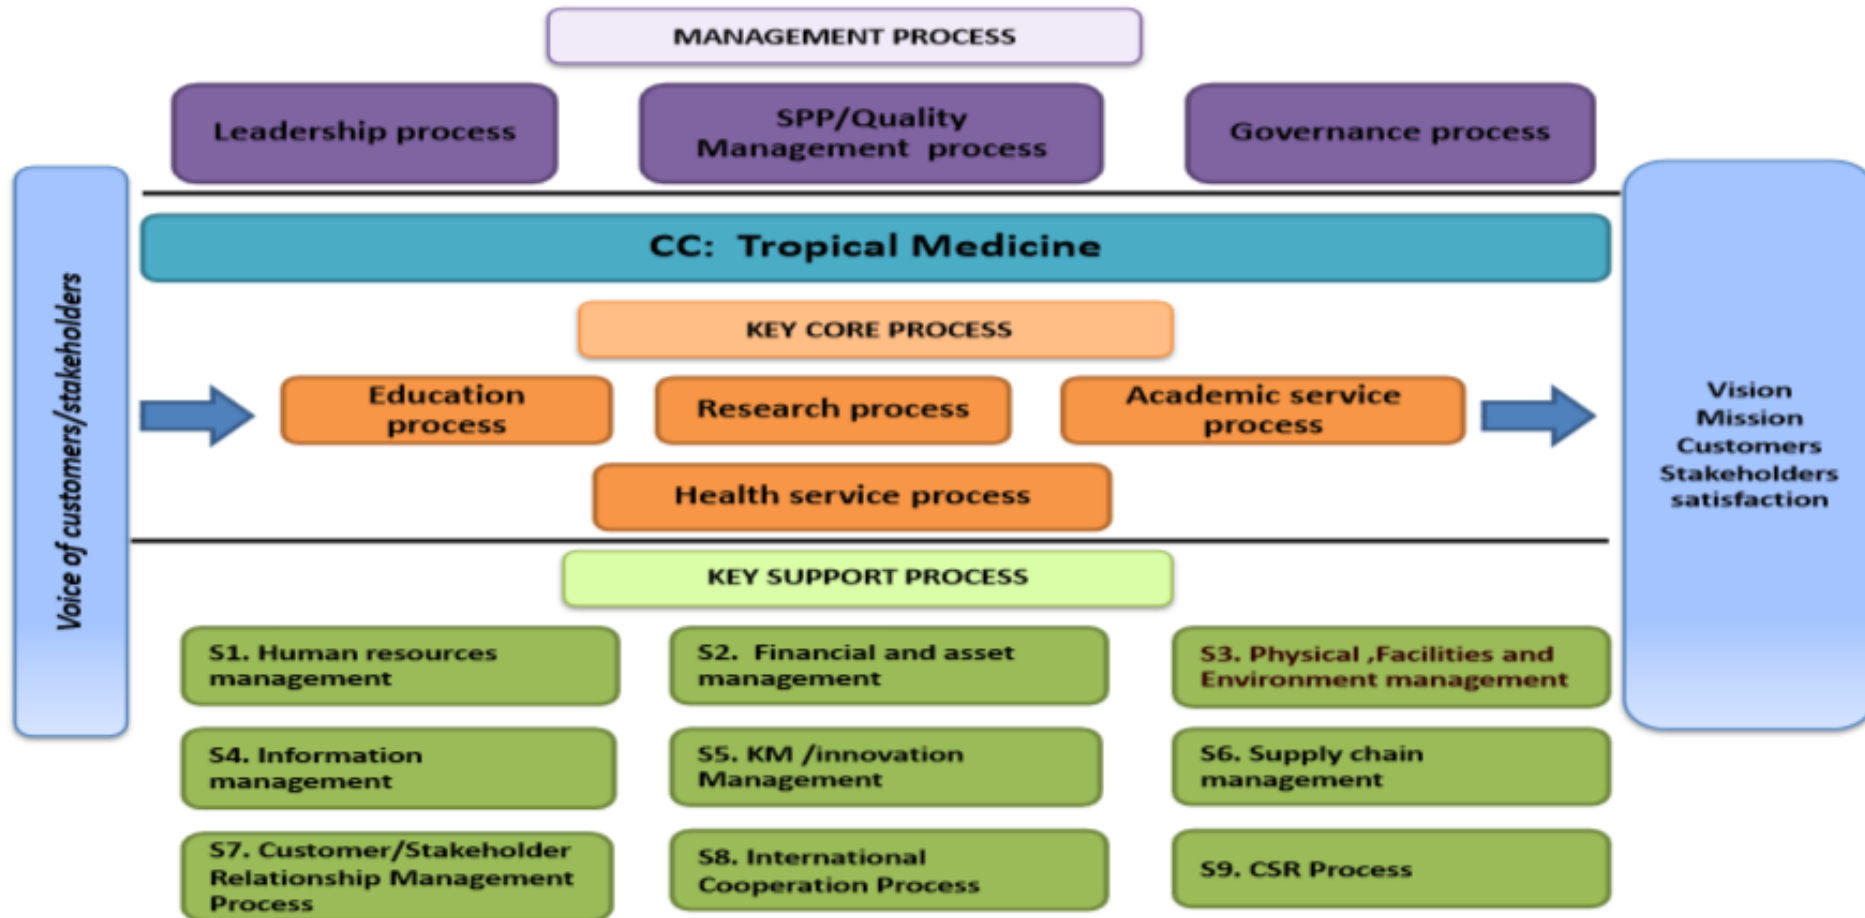 MANAGEMENT PROCESS
Leadership process
SPP/Quality
Management process
Governance process
CC: Tropical Medicine
KEY CORE PROCESS
Voice of customers/stakeholders
Education
process
Research process
Academic service
process
Health service process
Vision
Mission
Customers
Stakeholders
satisfaction
KEY SUPPORT PROCESS
S1. Human resources
management
S2. Financial and asset
management
S3. Physical ,Facilities and
Environment management
S4. Information
management
S5. KM /innovation
Management
S6. Supply chain
management
S7. Customer/Stakeholder
Relationship Management
Process
S8. International
Cooperation Process
S9. CSR Process